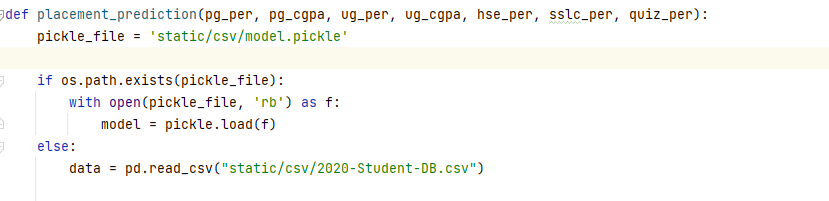 def placement_prediction(pg_per, pg_cgpa, ug_per, ug_cgpa, hse_per, sslc_per, quiz_per):
    pickle_file = 'static/csv/model.pickle'
    if os.path.exists(pickle_file):
        with open(pickle_file, 'rb') as f:
            model = pickle.load(f)
    else:
        data = pd.read_csv("static/csv/2020-Student-DB.csv")